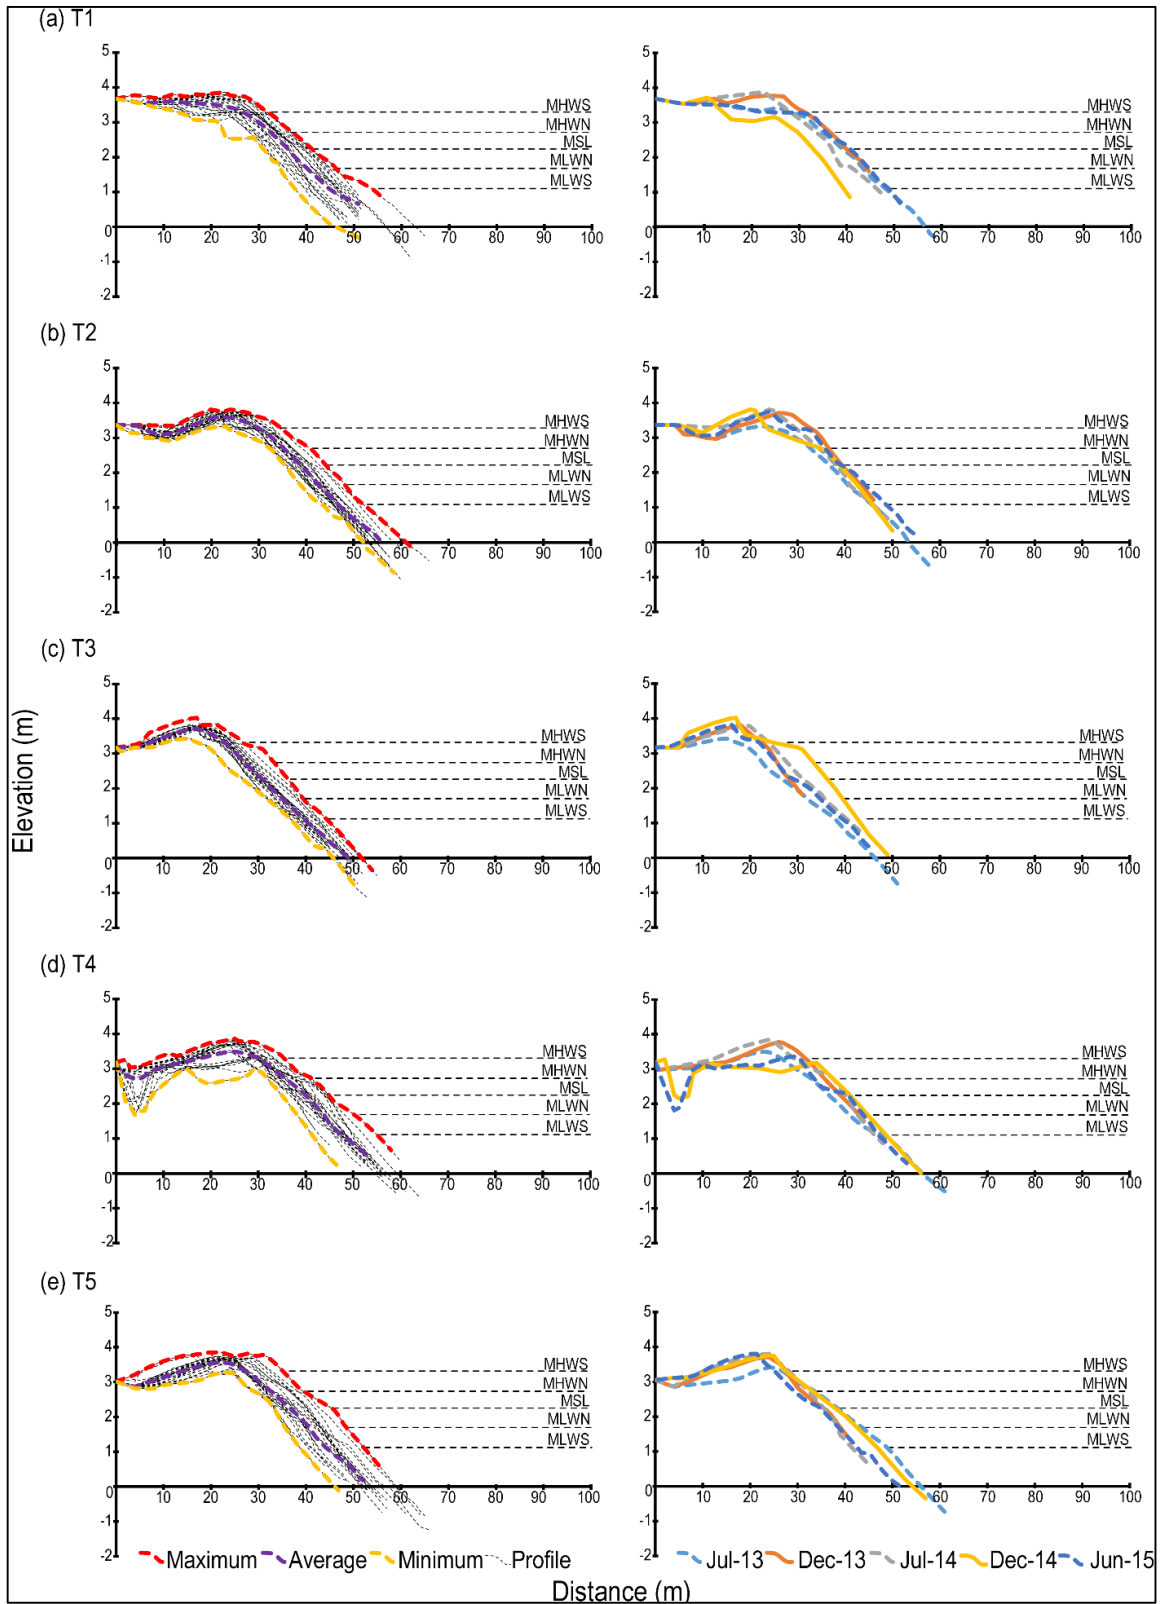 (a) T1
5
4
3
2
1
0
-1
-2
10 20 30 40 50 60 70 80 90 100
MHWS
MHWN
MSL
MLWN
MLWS
5
4
3
2
1
0
-1
-2
10 20 30 40 50 60 70 80 90 100
MHWS
MHWN
MSL
MLWN
MLWS
(b) T2
5
4
3
2
1
0
-1
-2
10 20 30 40 50 60 70 80 90 100
MHWS
MHWN
MSL
MLWN
MLWS
5
4
3
2
1
0
-1
-2
10 20 30 40 50 60 70 80 90 100
MHWS
MHWN
MSL
MLWN
MLWS
(c) T3
5
4
3
2
1
0
-1
-2
10 20 30 40 50 60 70 80 90 100
MHWS
MHWN
MSL
MLWN
MLWS
5
4
3
2
1
0
-1
-2
10 20 30 40 50 60 70 80 90 100
MHWS
MHWN
MSL
MLWN
MLWS
Elevation (m)
(d) T4
5
4
3
2
1
0
-1
-2
10 20 30 40 50 60 70 80 90 100
MHWS
MHWN
MSL
MLWN
MLWS
5
4
3
2
1
0
-1
-2
10 20 30 40 50 60 70 80 90 100
MHWS
MHWN
MSL
MLWN
MLWS
(e) T5
5
4
3
2
1
0
-1
-2
10 20 30 40 50 60 70 80 90 100
MHWS
MHWN
MSL
MLWN
MLWS
5
4
3
2
1
0
-1
-2
10 20 30 40 50 60 70 80 90 100
MHWS
MHWN
MSL
MLWN
MLWS
Maximum Average Minimum Profile
Jul-13 Dec-13 Jul-14 Dec-14 Jun-15
Distance (m)